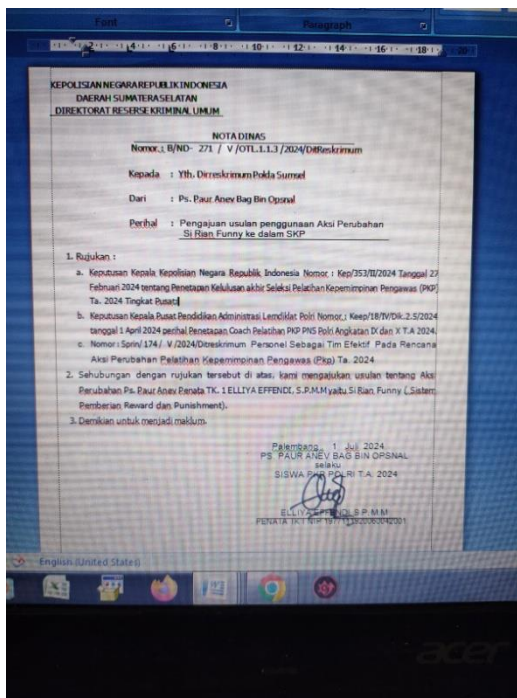 Font
Paragraph
KEPOLISIAN NEGARA REPUBLIK INDONESIA
DAERAH SUMATERA SELATAN
DIREKTORAT RESERSE KRIMINAL UMUM
NOTA DINAS
Nomor : B/ND- 271 / V /OTL.1.1.3 /2024/DitReskrimum
Kepada : Yth. Dirreskrimum Polda Sumsel
Dari : Ps. Paur Anev Bag Bin Opsnal
Perihal : Pengajuan usulan penggunaan Aksi Perubahan
Si Rian Funny ke dalam SKP
1. Rujukan :
a. Keputusan Kepala Kepolisian Negara Republik Indonesia Nomor : Kep/353/II/2024 Tanggal 27
Februari 2024 tentang Penetapan Kelulusan akhir Seleksi Pelatihan Kepemimpinan Pengawas (PKP)
Ta. 2024 Tingkat Pusat;
b. Keputusan Kepala Pusat Pendidikan Administrasi Lemdiklat Polri Nomor : Keep/18/IV/Dik.2.5/2024
tanggal 1 April 2024 perihal Penetapan Coach Pelatihan PKP PNS Polri Angkatan IX dan X T.A 2024.
c. Nomor : Sprin/ 174 / V /2024/Ditreskrimum Personel Sebagai Tim Efektif Pada Rencana
Aksi Perubahan Pelatihan Kepemimpinan Pengawas (Pkp) Ta. 2024
2. Sehubungan dengan rujukan tersebut di atas, kami mengajukan usulan tentang Aksi
Perubahan Ps. Paur Anev Penata TK. 1 ELLIYA EFFENDI, S.P.M.M yaitu Si Rian Funny ( Sistem
Pemberian Reward dan Punishment).
3. Demikian untuk menjadi maklum.
Palembang, 1 Juli 2024
PS. PAUR ANEV BAG BIN OPSNAL
selaku
SISWA PKP POLRI T.A. 2024
ELLIYA EFFENDI, S.P.M.M
PENATA TK.I NIP
English (United States)
acer